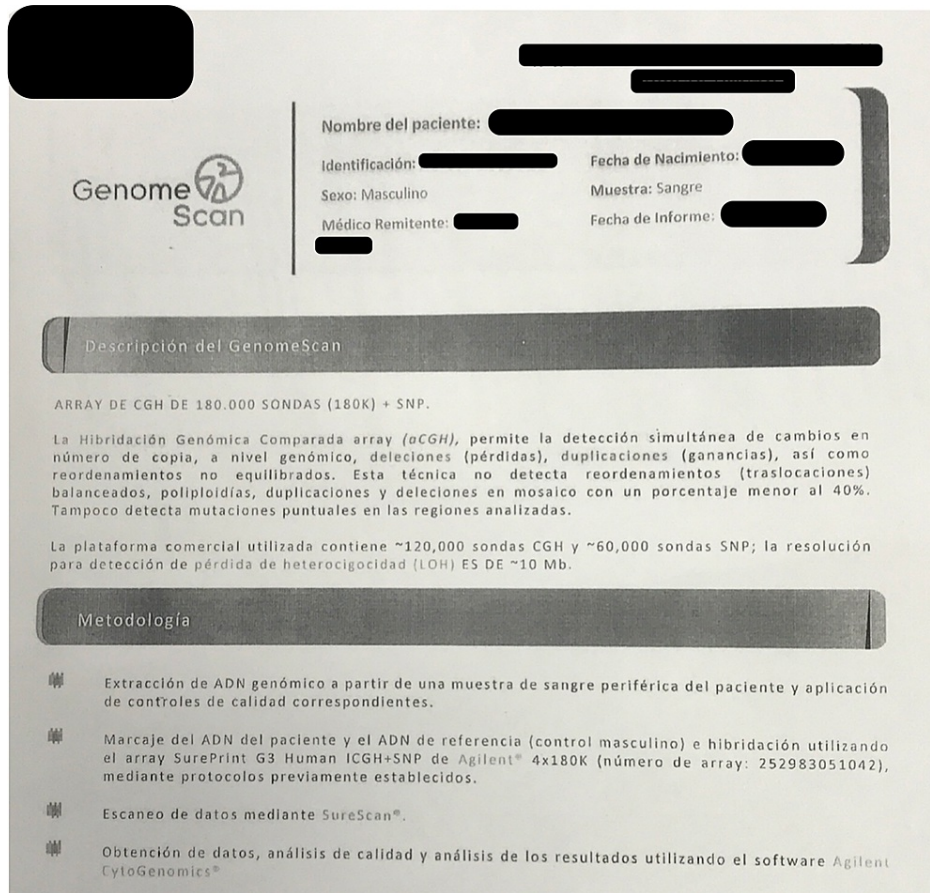 Nombre del paciente:
Identificación:
Fecha de Nacimiento:
Sexo: Masculino
Muestra: Sangre
Médico Remitente:
Fecha de Informe:
Genome
Scan
Descripción del GenomeScan
ARRAY DE CGH DE 180.000 SONDAS (180K) + SNP.
La Hibridación Genómica Comparada array (aCGH), permite la detección simultánea de cambios en
número de copia, a nivel genómico, deleciones (pérdidas), duplicaciones (ganancias), así como
reordenamientos no equilibrados. Esta técnica no detecta reordenamientos (traslocaciones)
balanceados, poliploidías, duplicaciones y deleciones en mosaico con un porcentaje menor al 40%.
Tampoco detecta mutaciones puntuales en las regiones analizadas.
La plataforma comercial utilizada contiene ~120,000 sondas CGH y ~60,000 sondas SNP; la resolución
para detección de pérdida de heterocigocidad (LOH) ES DE ~10 Mb.
Metodología
Extracción de ADN genómico a partir de una muestra de sangre periférica del paciente y aplicación
de controles de calidad correspondientes.
Marcaje del ADN del paciente y el ADN de referencia (control masculino) e hibridación utilizando
el array SurePrint G3 Human ICGH+SNP de Agilent® 4x180K (número de array: 252983051042),
mediante protocolos previamente establecidos.
Escaneo de datos mediante SureScan®.
Obtención de datos, análisis de calidad y análisis de los resultados utilizando el software Agilent
CytoGenomics®